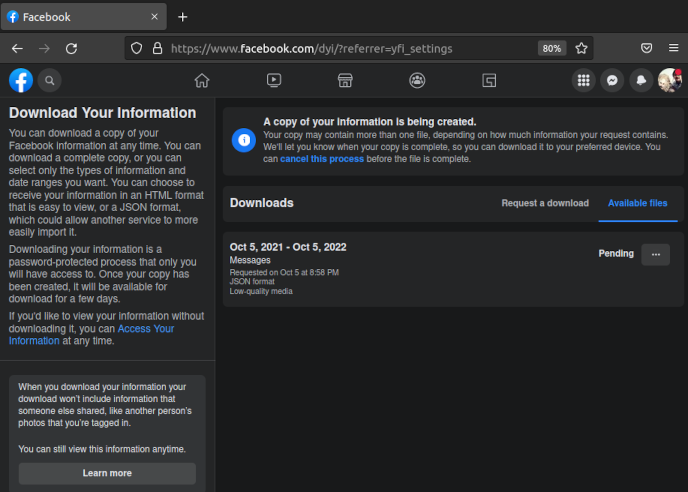 Facebook
https://www.facebook.com/dyi/?referrer=yfi_settings
80%
Download Your Information
You can download a copy of your
Facebook information at any time. You can
download a complete copy, or you can
select only the types of information and
date ranges you want. You can choose to
receive your information in an HTML format
that is easy to view, or a JSON format,
which could allow another service to more
easily import it.
Downloading your information is a
password-protected process that only you
will have access to. Once your copy has
been created, it will be available for
download for a few days.
If you'd like to view your information without
downloading it, you can Access Your
Information at any time.
When you download your information your
download won't include information that
someone else shared, like another person's
photos that you're tagged in.
You can still view this information anytime.
Learn more
A copy of your information is being created.
Your copy may contain more than one file, depending on how much information your request contains.
We'll let you know when your copy is complete, so you can download it to your preferred device. You
can cancel this process before the file is complete.
Downloads
Request a download
Available files
Oct 5, 2021 - Oct 5, 2022
Messages
Requested on Oct 5 at 8:58 PM
JSON format
Low-quality media
Pending